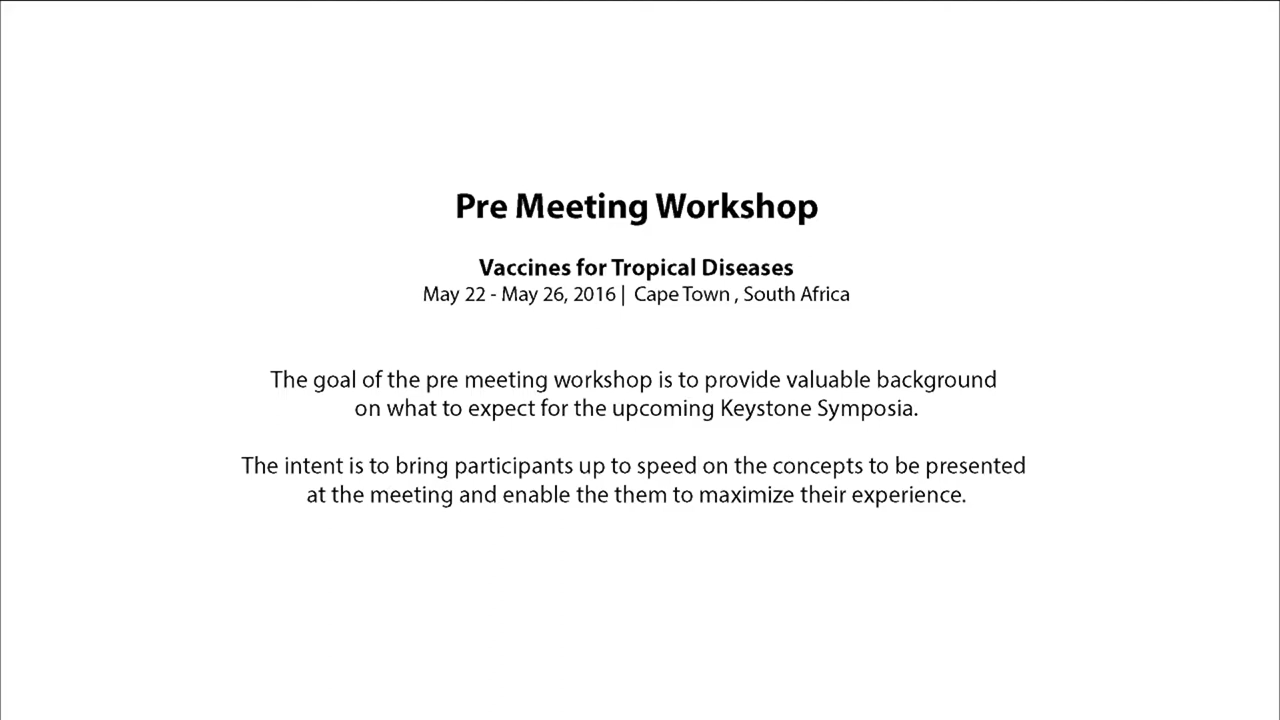 Pre Meeting Workshop
Vaccines for Tropical Diseases
May 22 - May 26, 2016 | Cape Town , South Africa
The goal of the pre meeting workshop is to provide valuable background
on what to expect for the upcoming Keystone Symposia.
The intent is to bring participants up to speed on the concepts to be presented
at the meeting and enable the them to maximize their experience.